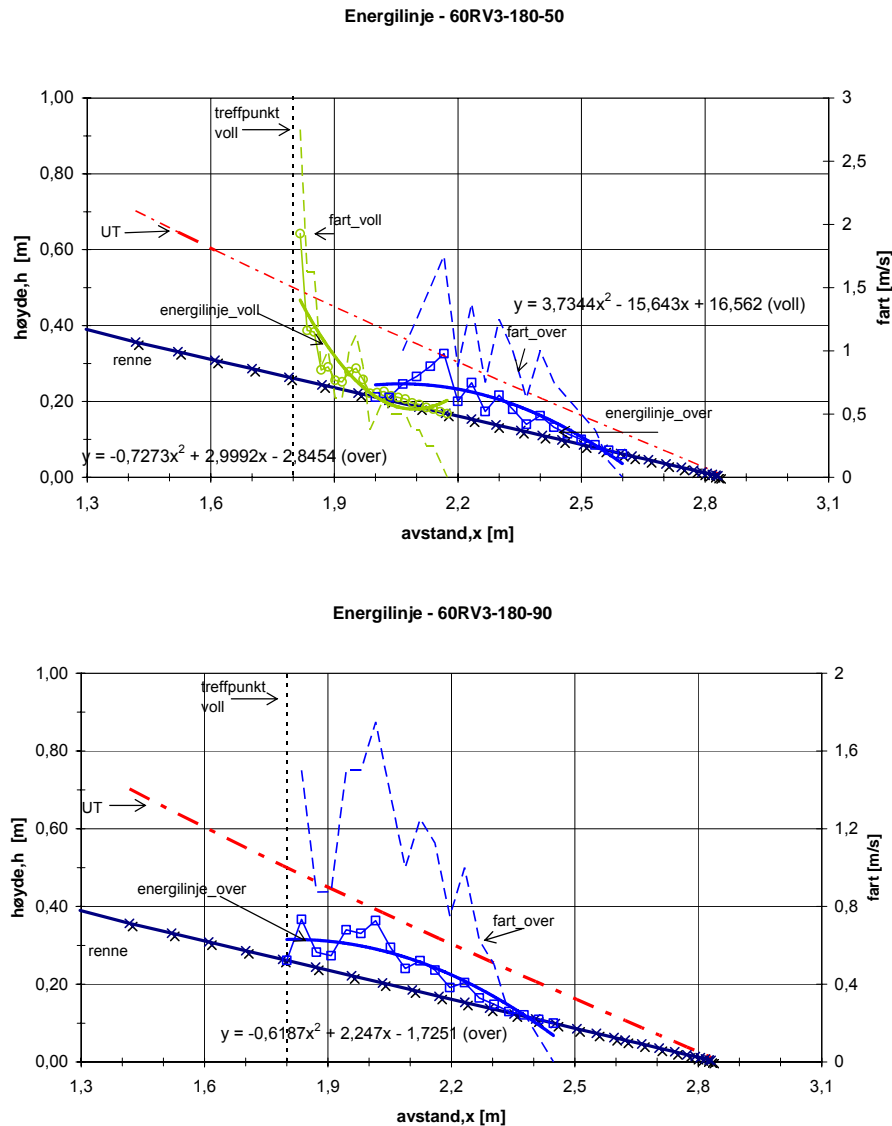 Energilinje - 60RV3-180-50
treffpunkt
voll
1,00
0,80
0,60
0,40
0,20
0,00
høyde,h [m]
3
2,5
2
1,5
1
0,5
0
fart [m/s]
fart_voll
UT
energilinje_voll
y = 3,7344x² - 15,643x + 16,562 (voll)
fart_over
renne
energilinje_over
y = -0,7273x² + 2,9992x - 2,8454 (over)
1,3 1,6 1,9 2,2 2,5 2,8 3,1
avstand,x [m]
Energilinje - 60RV3-180-90
treffpunkt
voll
1,00
0,80
0,60
0,40
0,20
0,00
høyde,h [m]
2
1,6
1,2
0,8
0,4
0
fart [m/s]
UT
energilinje_over
fart_over
renne
y = -0,6187x² + 2,247x - 1,7251 (over)
1,3 1,6 1,9 2,2 2,5 2,8 3,1
avstand,x [m]